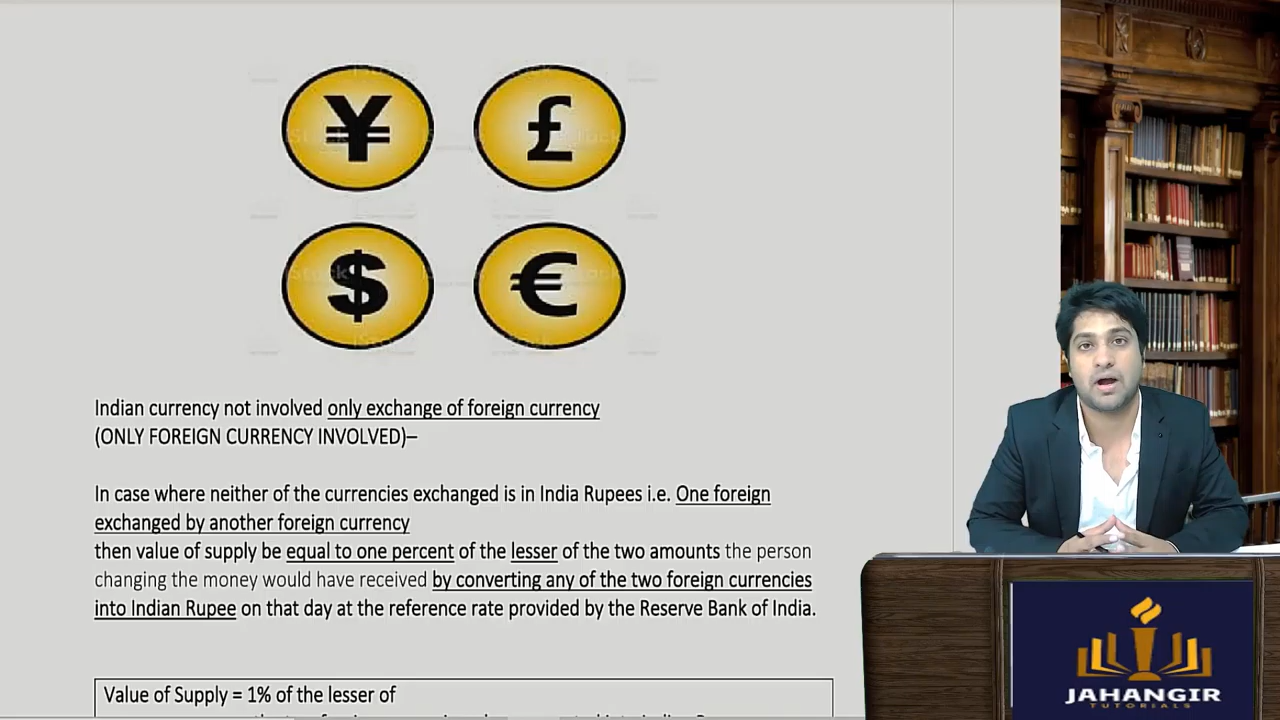 ¥ £
$ €
Indian currency not involved only exchange of foreign currency
(ONLY FOREIGN CURRENCY INVOLVED)–
In case where neither of the currencies exchanged is in India Rupees i.e. One foreign
exchanged by another foreign currency
then value of supply be equal to one percent of the lesser of the two amounts the person
changing the money would have received by converting any of the two foreign currencies
into Indian Rupee on that day at the reference rate provided by the Reserve Bank of India.
Value of Supply = 1% of the lesser of
JAHANGIR
TUTORIALS